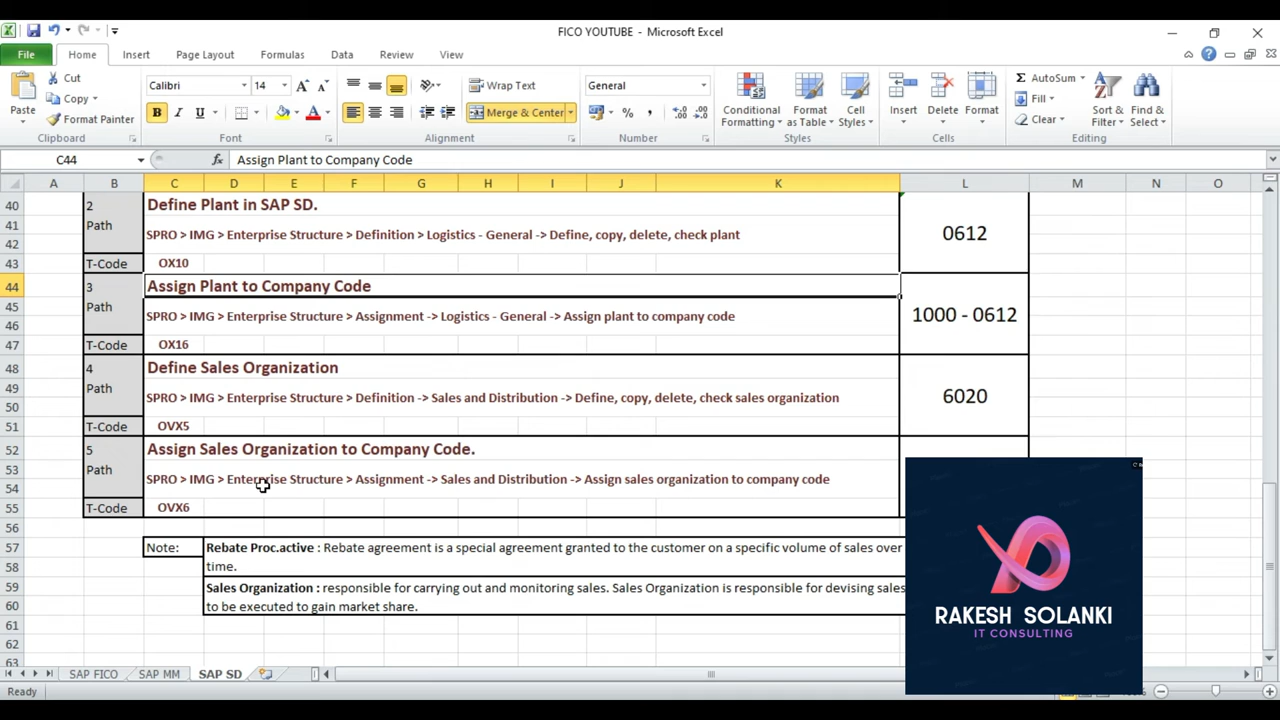 FICO YOUTUBE - Microsoft Excel
File Home Insert Page Layout Formulas Data Review View
Cut
Copy
Format Painter
Paste
Clipboard
Calibri 14
B I U
Font
Wrap Text
Merge & Center
Alignment
General
% ,
Number
Conditional Formatting
Format as Table
Cell Styles
Styles
Insert Delete Format
Cells
AutoSum
Fill
Clear
Sort & Filter
Find & Select
Editing
C44 fx Assign Plant to Company Code
A B C D E F G H I J K L M N O
40 2 Define Plant in SAP SD.
41 Path SPRO > IMG > Enterprise Structure > Definition > Logistics - General -> Define, copy, delete, check plant 0612
42
43 T-Code OX10
44 3 Assign Plant to Company Code
45 Path SPRO > IMG > Enterprise Structure > Assignment -> Logistics - General -> Assign plant to company code 1000 - 0612
46
47 T-Code OX16
48 4 Define Sales Organization
49 Path SPRO > IMG > Enterprise Structure > Definition -> Sales and Distribution -> Define, copy, delete, check sales organization 6020
50
51 T-Code OVX5
52 5 Assign Sales Organization to Company Code.
53 Path SPRO > IMG > Enterprise Structure > Assignment -> Sales and Distribution -> Assign sales organization to company code
54
55 T-Code OVX6
56
57 Note: Rebate Proc.active : Rebate agreement is a special agreement granted to the customer on a specific volume of sales over
58 time.
59 Sales Organization : responsible for carrying out and monitoring sales. Sales Organization is responsible for devising sales
60 to be executed to gain market share.
61
62
63
RAKESH SOLANKI
IT CONSULTING
SAP FICO SAP MM SAP SD
Ready